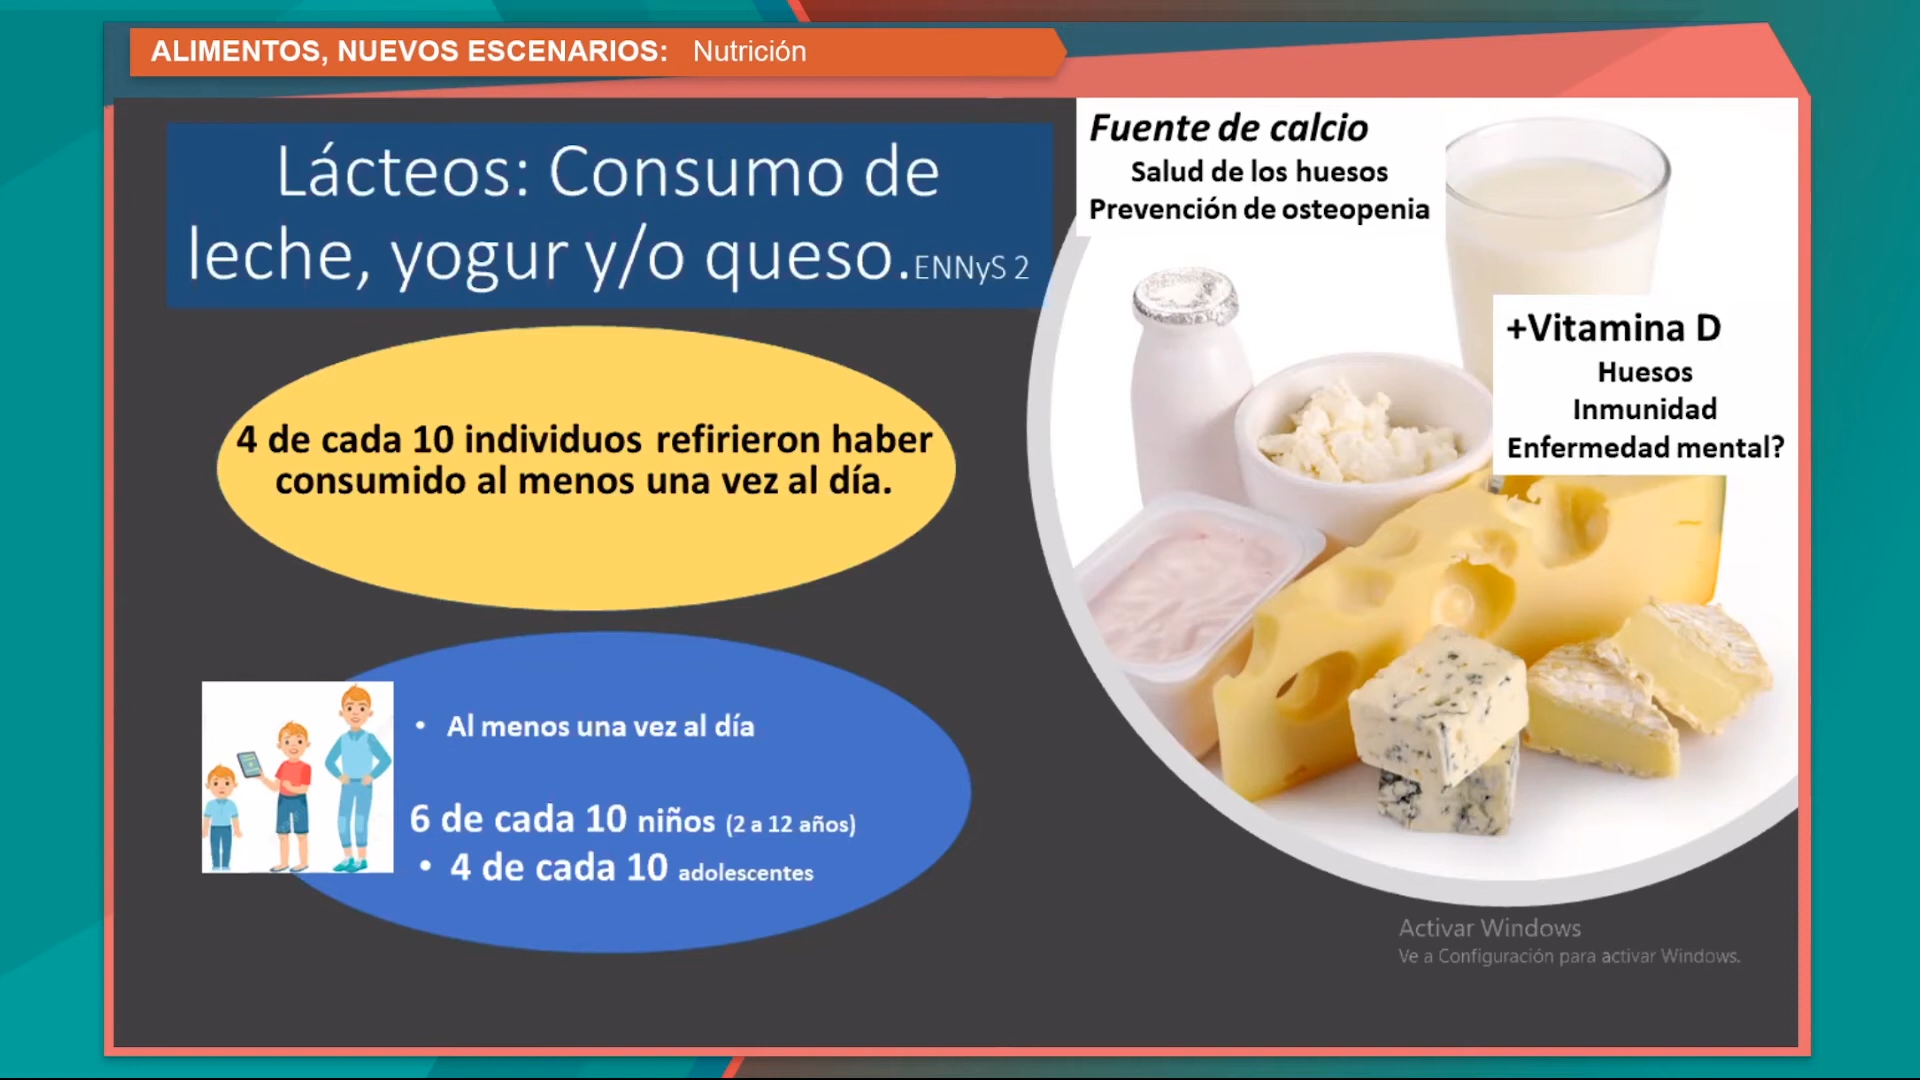 ALIMENTOS, NUEVOS ESCENARIOS: Nutrición
Lácteos: Consumo de
leche, yogur y/o queso.ENNyS 2
Fuente de calcio
Salud de los huesos
Prevención de osteopenia
+Vitamina D
Huesos
Inmunidad
Enfermedad mental?
4 de cada 10 individuos refirieron haber
consumido al menos una vez al día.
• Al menos una vez al día
6 de cada 10 niños (2 a 12 años)
• 4 de cada 10 adolescentes
Activar Windows
Ve a Configuración para activar Windows.